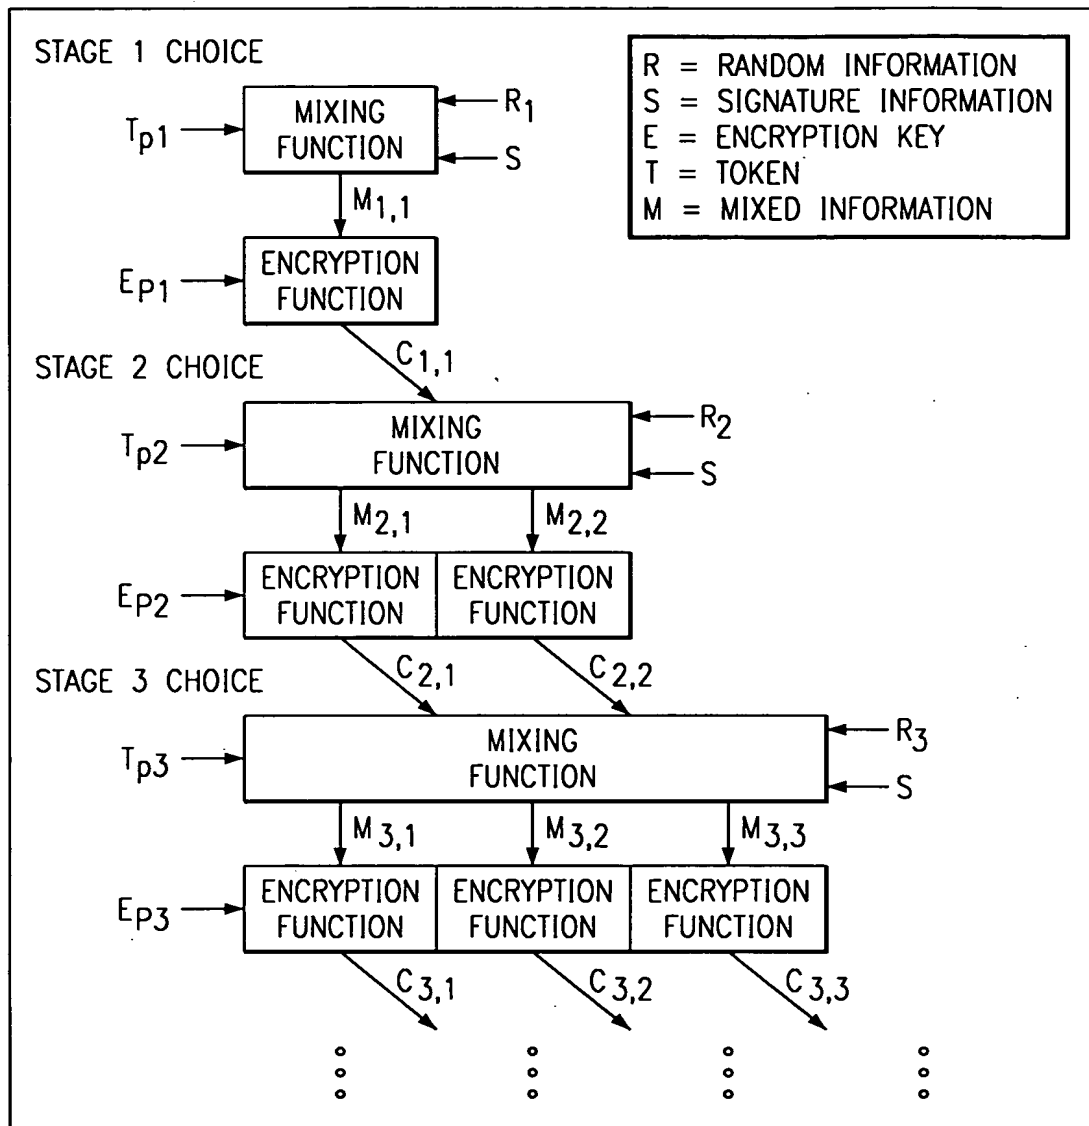 STAGE 1 CHOICE
R = RANDOM INFORMATION
S = SIGNATURE INFORMATION
E = ENCRYPTION KEY
T = TOKEN
M = MIXED INFORMATION
Tp1
MIXING
FUNCTION
R1
S
M1,1
EP1
ENCRYPTION
FUNCTION
C1,1
STAGE 2 CHOICE
Tp2
MIXING
FUNCTION
R2
S
M2,1
M2,2
EP2
ENCRYPTION
FUNCTION
ENCRYPTION
FUNCTION
C2,1
C2,2
STAGE 3 CHOICE
Tp3
MIXING
FUNCTION
R3
S
M3,1
M3,2
M3,3
EP3
ENCRYPTION
FUNCTION
ENCRYPTION
FUNCTION
ENCRYPTION
FUNCTION
C3,1
C3,2
C3,3